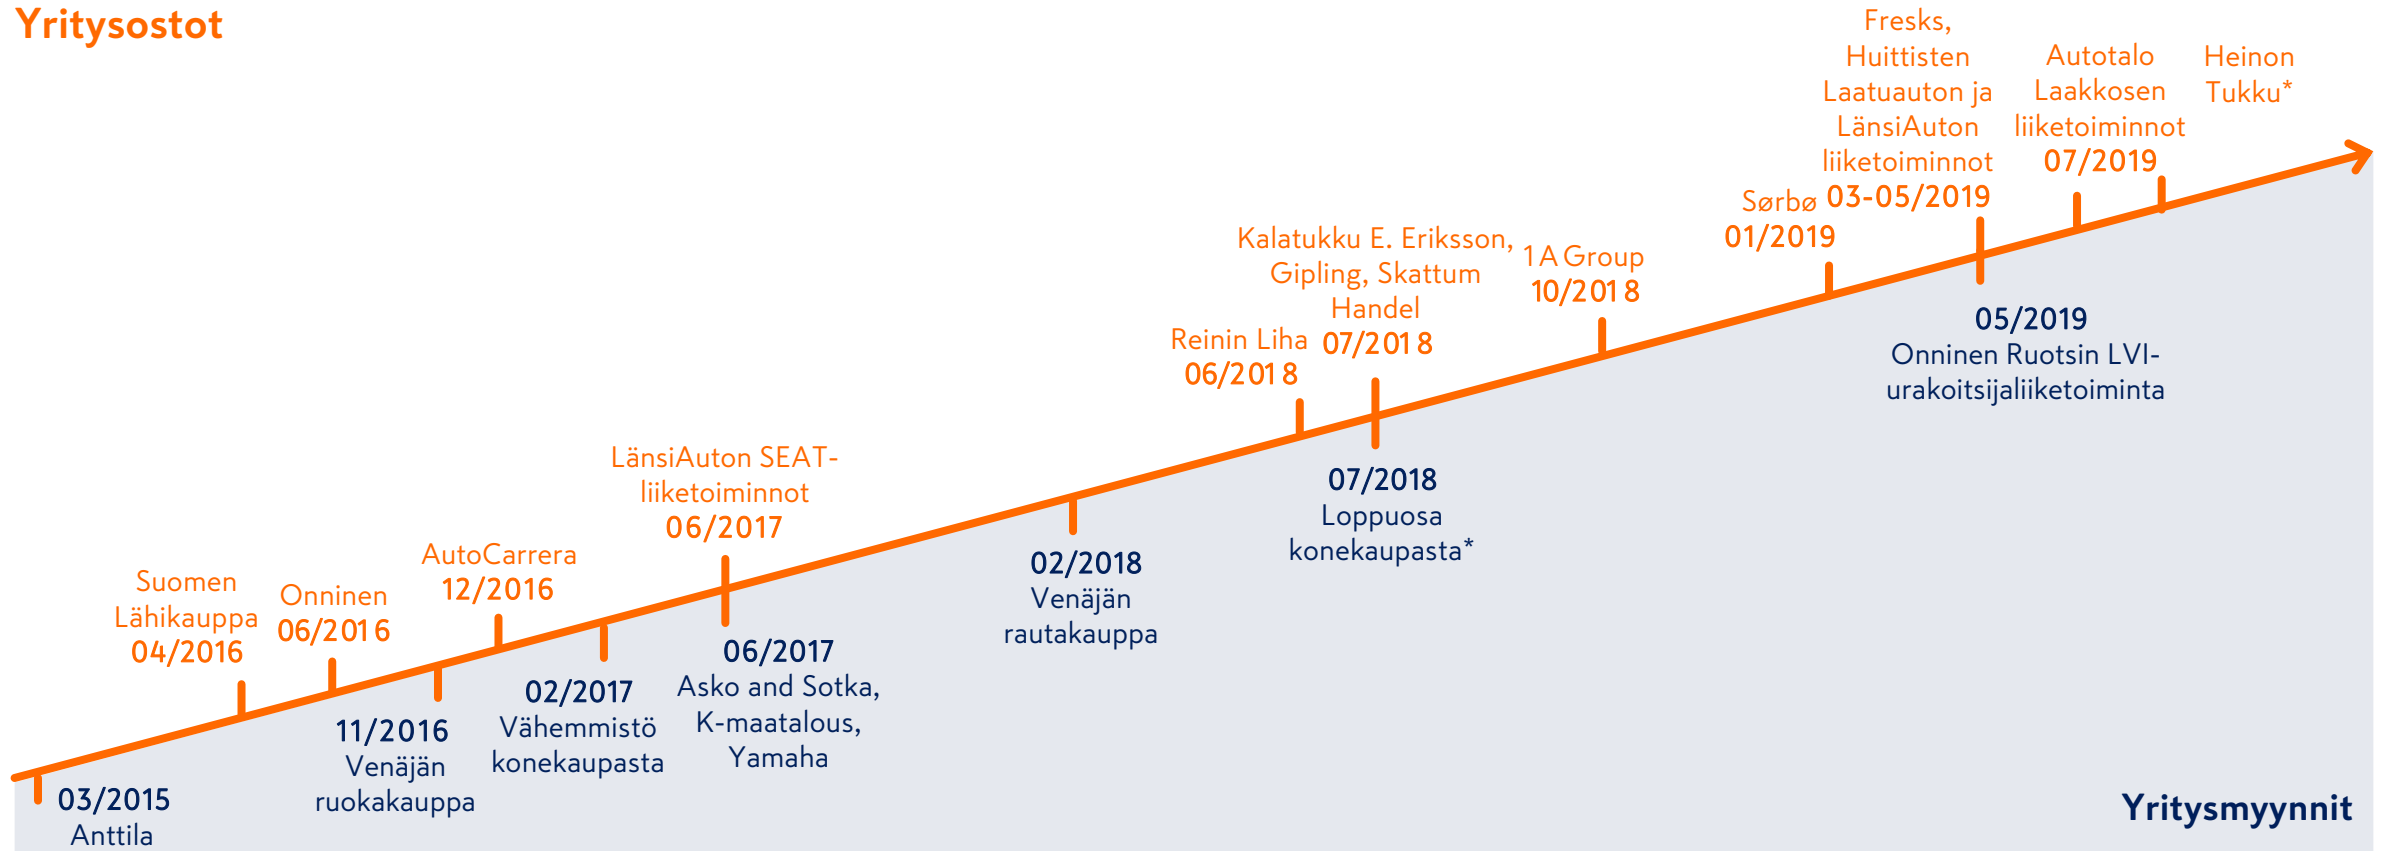 Yritysostot
Suomen
Lähikauppa
04/2016
Onninen
06/2016
AutoCarrera
12/2016
LänsiAuton SEAT-
liiketoiminnot
06/2017
Reinin Liha
06/2018
Kalatukku E. Eriksson,
Gipling, Skattum
Handel
07/2018
1A Group
10/2018
Sørbø
01/2019
Fresks,
Huittisten
Laatuauton ja
LänsiAuton
liiketoiminnot
03-05/2019
Autotalo
Laakkosen
liiketoiminnot
07/2019
Heinon
Tukku*
03/2015
Anttila
11/2016
Venäjän
ruokakauppa
02/2017
Vähemmistö
konekaupasta
06/2017
Asko and Sotka,
K-maatalous,
Yamaha
02/2018
Venäjän
rautakauppa
07/2018
Loppuosa
konekaupasta*
05/2019
Onninen Ruotsin LVI-
urakoitsijaliiketoiminta
Yritysmyynnit